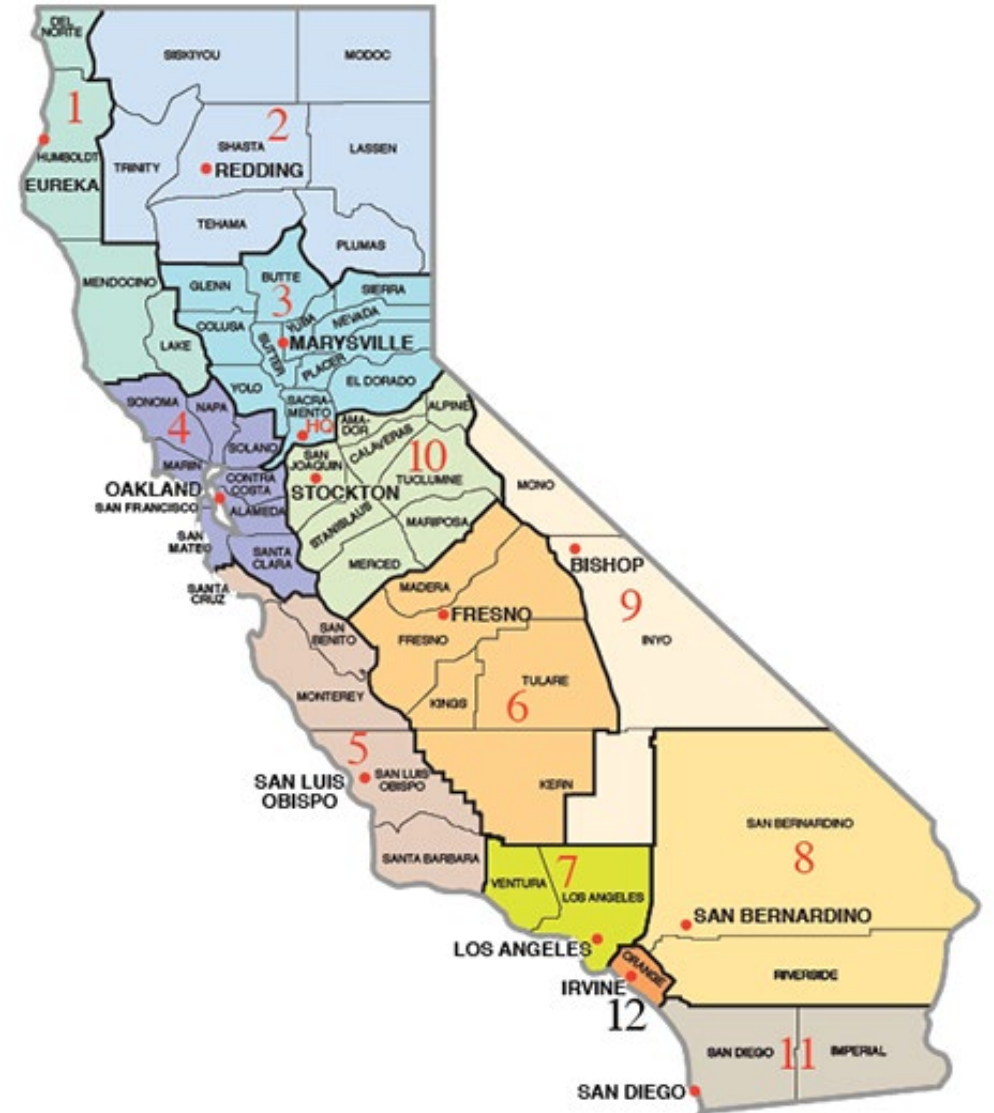 DEL
NORTE
SISKIYOU
MODOC
1
2
SHASTA
LASSEN
HUMBOLDT
TRINITY
REDDING
EUREKA
TEHAMA
PLUMAS
MENDOCINO
GLENN
BUTTE
SIERRA
3
COLUSA
YUBA
NEVADA
LAKE
SUTTER
MARYSVILLE
PLACER
YOLO
EL DORADO
SONOMA
NAPA
SACRA-
MENTO
ALPINE
4
HQ
AMA-
DOR
SOLANO
CALAVERAS
10
MARIN
SAN
JOAQUIN
CONTRA
COSTA
TUOLUMNE
OAKLAND
STOCKTON
MONO
SAN FRANCISCO
ALAMEDA
STANISLAUS
MARIPOSA
SAN
MATEO
SANTA
CLARA
MERCED
BISHOP
SANTA
CRUZ
MADERA
9
FRESNO
SAN
BENITO
FRESNO
INYO
MONTEREY
TULARE
KINGS
6
5
SAN LUIS
OBISPO
SAN LUIS
OBISPO
KERN
SAN BERNARDINO
SANTA BARBARA
8
VENTURA
7
LOS ANGELES
SAN BERNARDINO
LOS ANGELES
ORANGE
RIVERSIDE
IRVINE
12
SAN DIEGO
11
IMPERIAL
SAN DIEGO